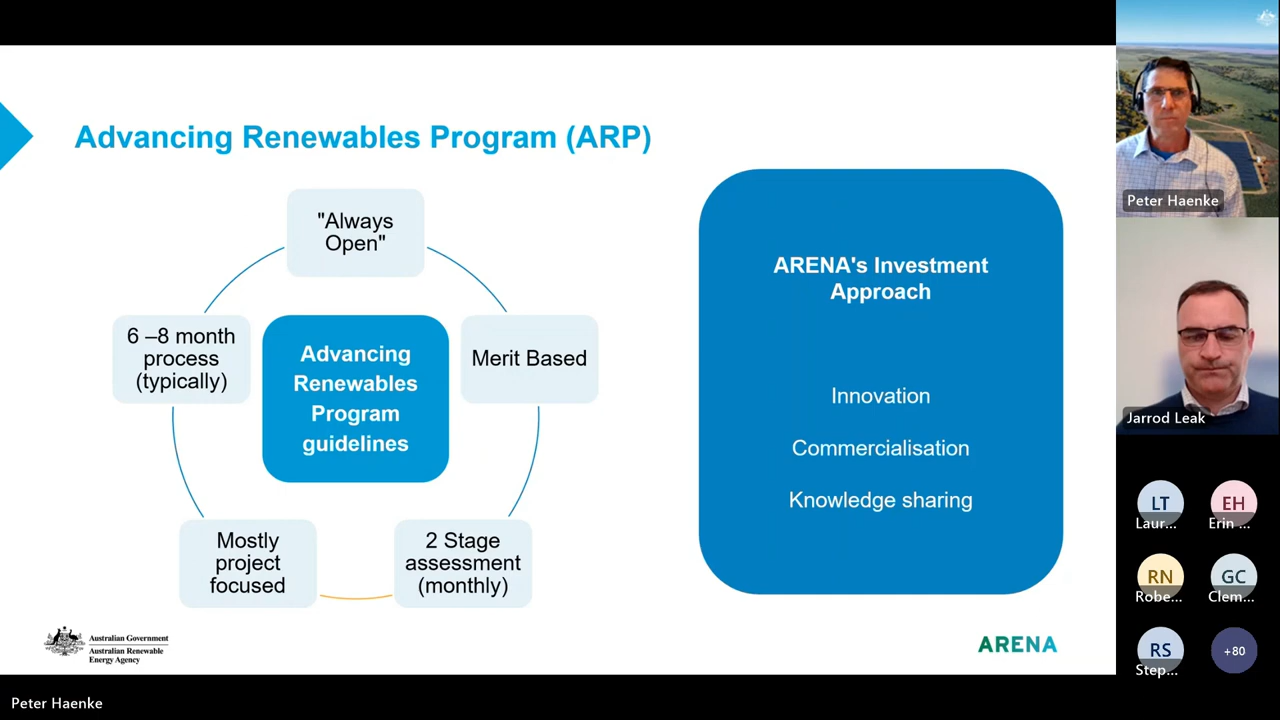 Advancing Renewables Program (ARP)
"Always
Open"
6 –8 month
process
(typically)
Advancing
Renewables
Program
guidelines
Merit Based
Mostly
project
focused
2 Stage
assessment
(monthly)
ARENA's Investment
Approach
Innovation
Commercialisation
Knowledge sharing
Australian Government
Australian Renewable
Energy Agency
ARENA
Peter Haenke
Jarrod Leak
LT
Laur...
EH
Erin ...
RN
Robe...
GC
Clem...
RS
Step...
+80
Peter Haenke